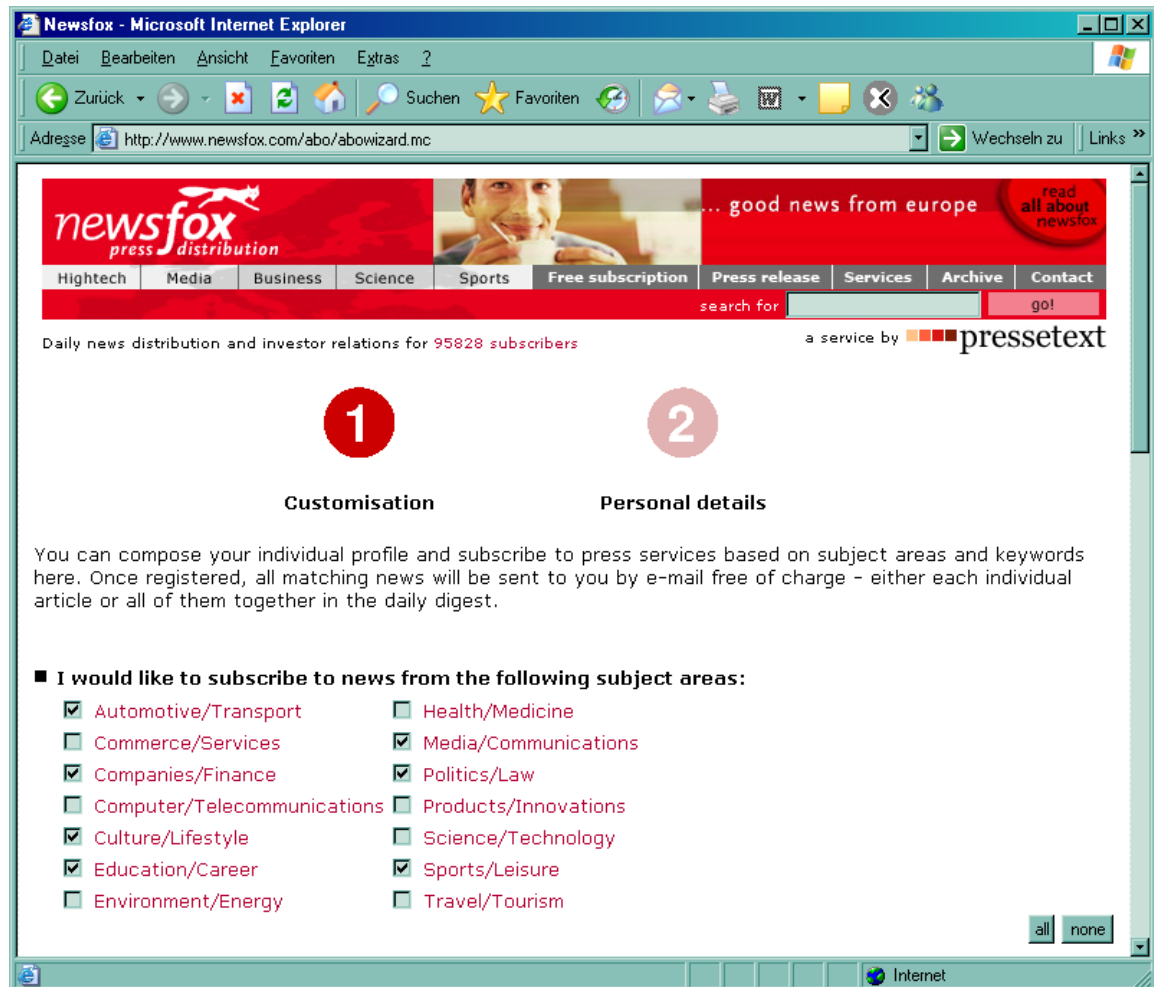 Newsfox - Microsoft Internet Explorer
Datei Bearbeiten Ansicht Favoriten Extras ?
Zurück Suchen Favoriten
Adresse http://www.newsfox.com/abo/abowizard.mc Wechseln zu Links »
newsfox
press distribution
... good news from europe
read
all about
newsfox
Hightech Media Business Science Sports Free subscription Press release Services Archive Contact
search for go!
Daily news distribution and investor relations for 95828 subscribers
a service by pressetext
1 2
Customisation Personal details
You can compose your individual profile and subscribe to press services based on subject areas and keywords
here. Once registered, all matching news will be sent to you by e-mail free of charge - either each individual
article or all of them together in the daily digest.
I would like to subscribe to news from the following subject areas:
Automotive/Transport Health/Medicine
Commerce/Services Media/Communications
Companies/Finance Politics/Law
Computer/Telecommunications Products/Innovations
Culture/Lifestyle Science/Technology
Education/Career Sports/Leisure
Environment/Energy Travel/Tourism
all none
Internet